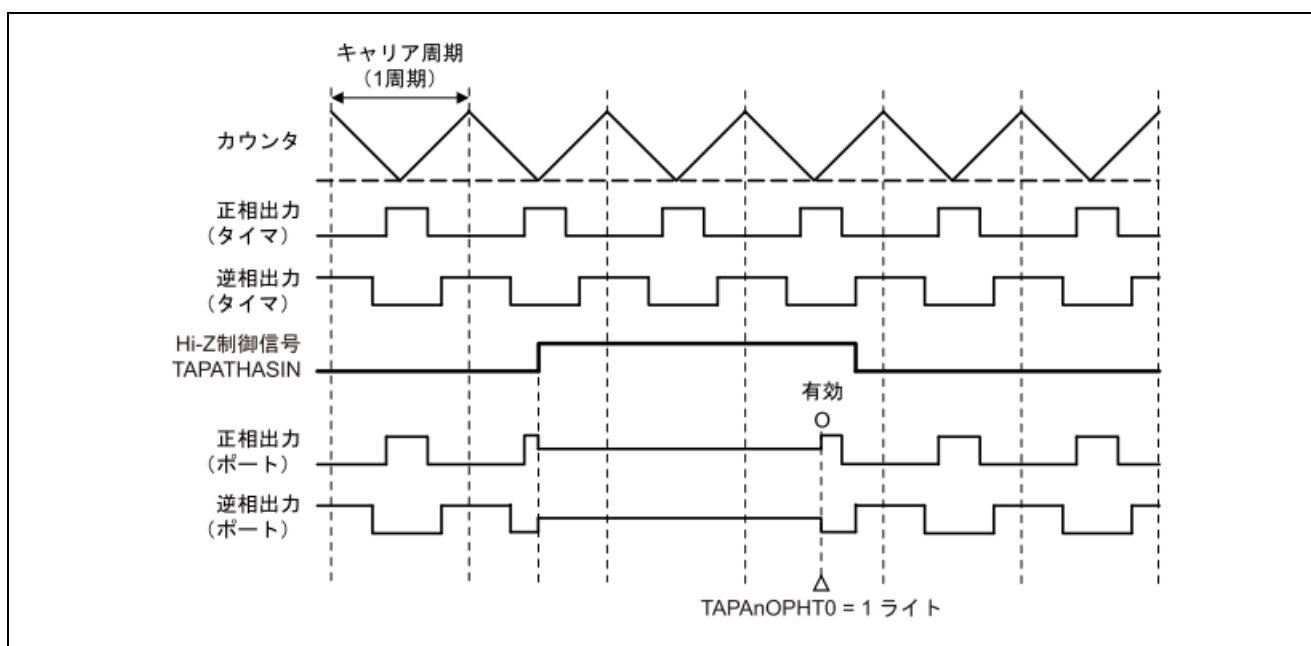 キャリア周期
（1周期）
カウンタ
正相出力
（タイマ）
逆相出力
（タイマ）
Hi-Z制御信号
TAPATHASIN
有効
正相出力
（ポート）
逆相出力
（ポート）
TAPAnOPHT0 = 1 ライト